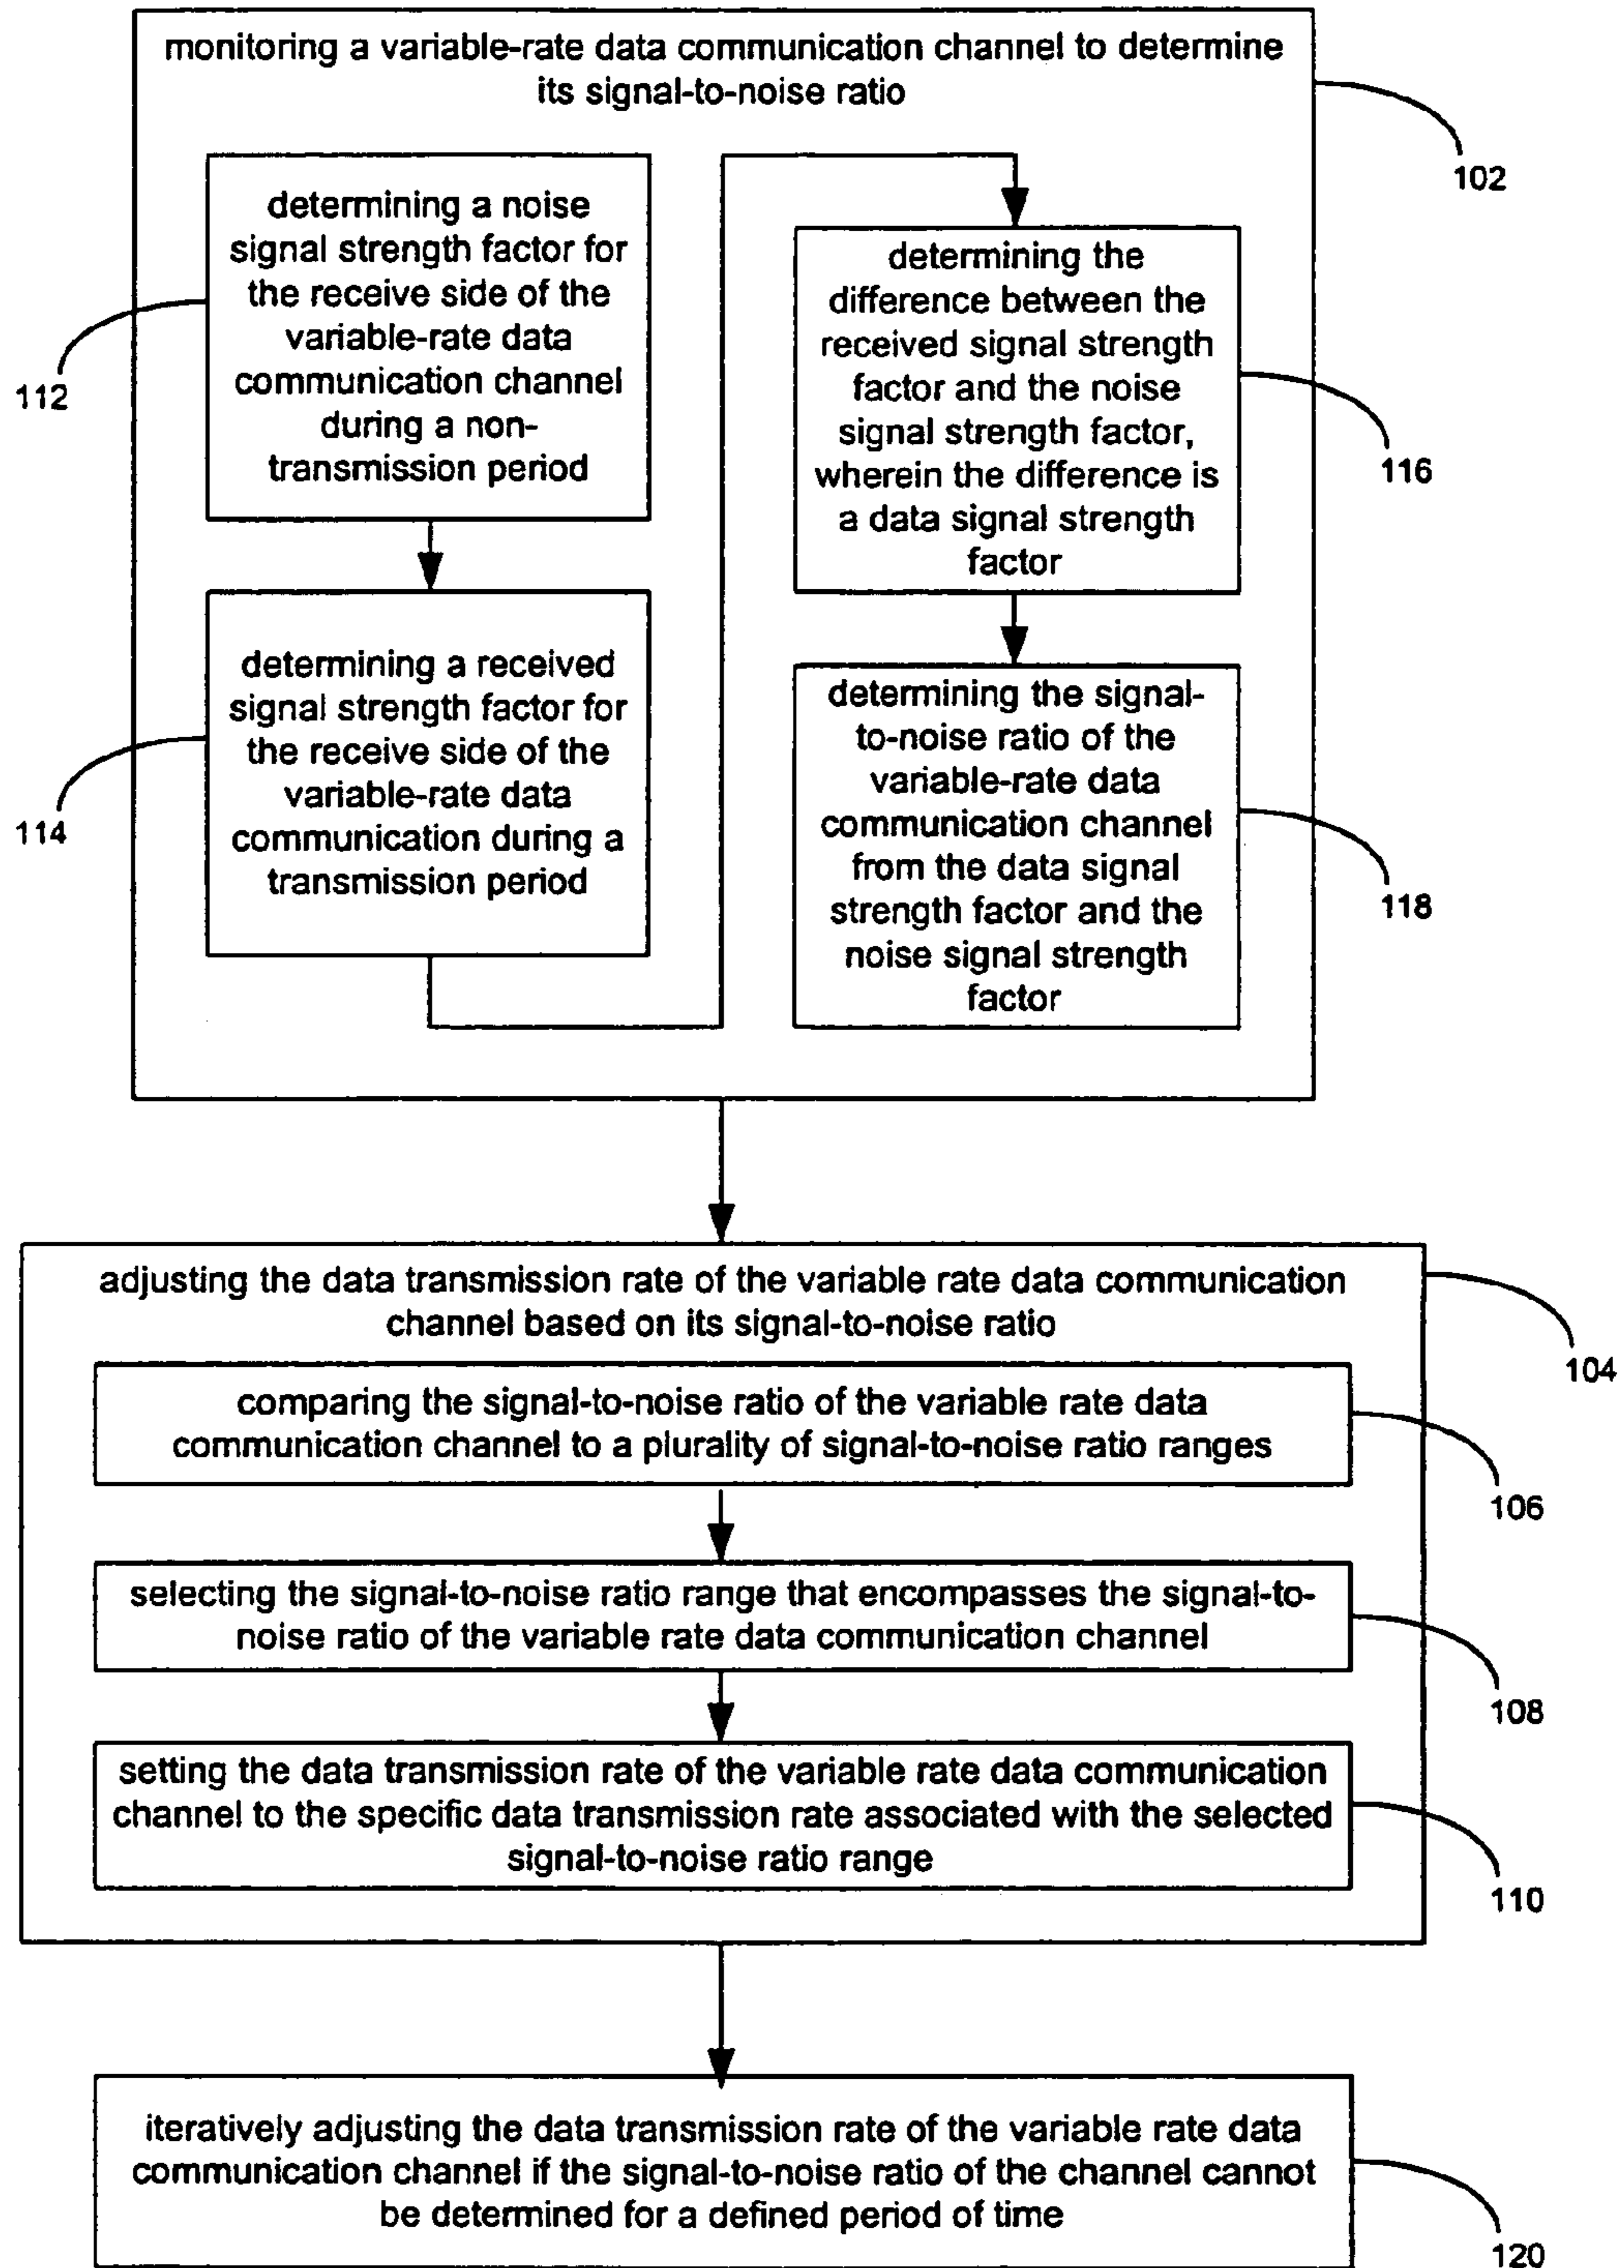 monitoring a variable-rate data communication channel to determine
its signal-to-noise ratio
102
determining a noise
signal strength factor for
the receive side of the
variable-rate data
communication channel
during a non-
transmission period
112
determining a received
signal strength factor for
the receive side of the
variable-rate data
communication during a
transmission period
114
determining the
difference between the
received signal strength
factor and the noise
signal strength factor,
wherein the difference is
a data signal strength
factor
116
determining the signal-
to-noise ratio of the
variable-rate data
communication channel
from the data signal
strength factor and the
noise signal strength
factor
118
adjusting the data transmission rate of the variable rate data communication
channel based on its signal-to-noise ratio
104
comparing the signal-to-noise ratio of the variable rate data
communication channel to a plurality of signal-to-noise ratio ranges
106
selecting the signal-to-noise ratio range that encompasses the signal-to-
noise ratio of the variable rate data communication channel
108
setting the data transmission rate of the variable rate data communication
channel to the specific data transmission rate associated with the selected
signal-to-noise ratio range
110
iteratively adjusting the data transmission rate of the variable rate data
communication channel if the signal-to-noise ratio of the channel cannot
be determined for a defined period of time
120